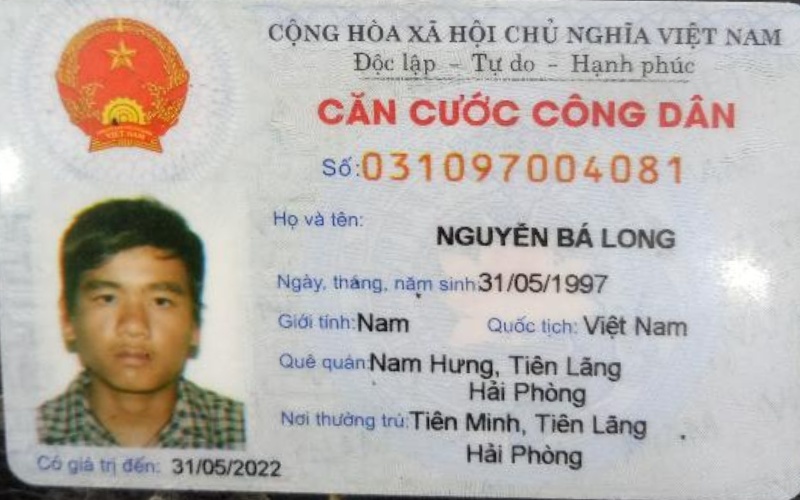 CỘNG HÒA XÃ HỘI CHỦ NGHĨA VIỆT NAM
Độc lập - Tự do - Hạnh phúc
CĂN CƯỚC CÔNG DÂN
Số: 031097004081
Họ và tên:
NGUYỄN BÁ LONG
Ngày, tháng, năm sinh: 31/05/1997
Giới tính: Nam Quốc tịch: Việt Nam
Quê quán: Nam Hưng, Tiên Lãng
Hải Phòng
Nơi thường trú: Tiên Minh, Tiên Lãng
Hải Phòng
Có giá trị đến: 31/05/2022
VIỆT NAM